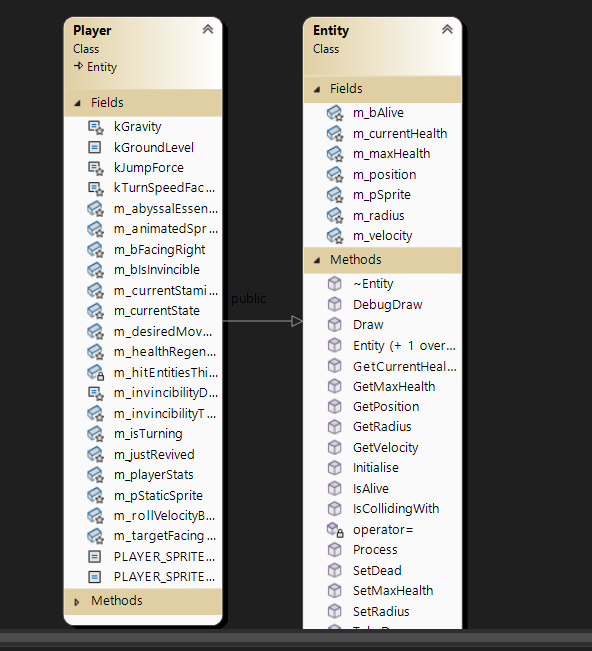 Player
Class
Entity
Fields
kGravity
kGroundLevel
kJumpForce
kTurnSpeedFac...
m_abyssalEssen...
m_animatedSpr...
m_bFacingRight
m_bIsInvincible
m_currentStami...
m_currentState
m_desiredMov...
m_healthRegen...
m_hitEntitiesThi...
m_invincibilityD...
m_invincibilityT...
m_isTurning
m_justRevived
m_playerStats
m_pStaticSprite
m_rollVelocityB...
m_targetFacing...
PLAYER_SPRITE...
PLAYER_SPRITE...
Methods
public
Entity
Class
Fields
m_bAlive
m_currentHealth
m_maxHealth
m_position
m_pSprite
m_radius
m_velocity
Methods
~Entity
DebugDraw
Draw
Entity (+ 1 over...
GetCurrentHeal...
GetMaxHealth
GetPosition
GetRadius
GetVelocity
Initialise
IsAlive
IsCollidingWith
operator=
Process
SetDead
SetMaxHealth
SetRadius